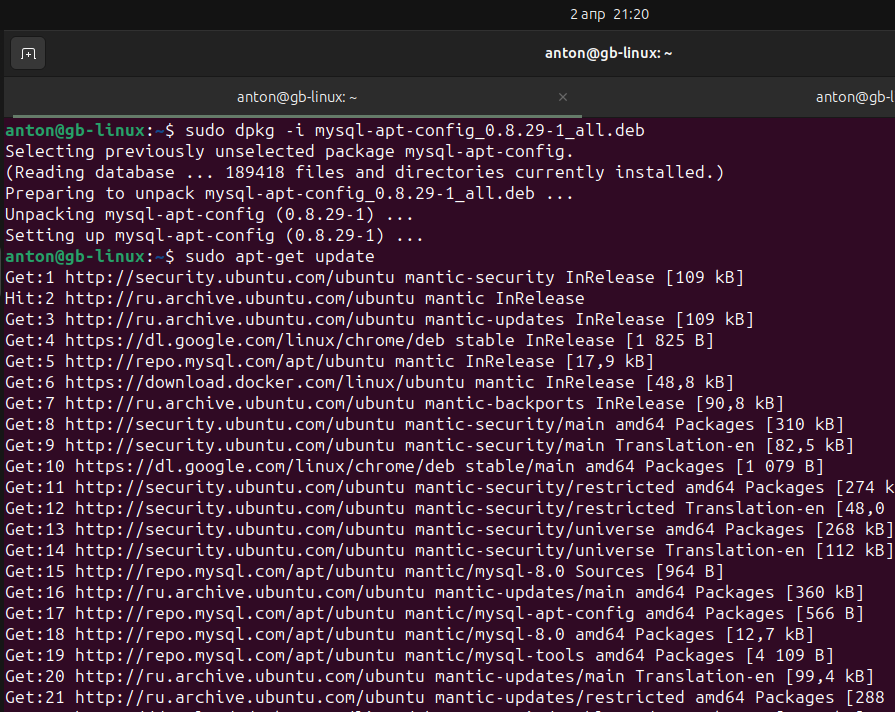 2 апр 21:20
anton@gb-linux: ~
anton@gb-linux: ~ × anton@gb-l
anton@gb-linux:~$ sudo dpkg -i mysql-apt-config_0.8.29-1_all.deb
Selecting previously unselected package mysql-apt-config.
(Reading database ... 189418 files and directories currently installed.)
Preparing to unpack mysql-apt-config_0.8.29-1_all.deb ...
Unpacking mysql-apt-config (0.8.29-1) ...
Setting up mysql-apt-config (0.8.29-1) ...
anton@gb-linux:~$ sudo apt-get update
Get:1 http://security.ubuntu.com/ubuntu mantic-security InRelease [109 kB]
Hit:2 http://ru.archive.ubuntu.com/ubuntu mantic InRelease
Get:3 http://ru.archive.ubuntu.com/ubuntu mantic-updates InRelease [109 kB]
Get:4 https://dl.google.com/linux/chrome/deb stable InRelease [1 825 B]
Get:5 http://repo.mysql.com/apt/ubuntu mantic InRelease [17,9 kB]
Get:6 https://download.docker.com/linux/ubuntu mantic InRelease [48,8 kB]
Get:7 http://ru.archive.ubuntu.com/ubuntu mantic-backports InRelease [90,8 kB]
Get:8 http://security.ubuntu.com/ubuntu mantic-security/main amd64 Packages [310 kB]
Get:9 http://security.ubuntu.com/ubuntu mantic-security/main Translation-en [82,5 kB]
Get:10 https://dl.google.com/linux/chrome/deb stable/main amd64 Packages [1 079 B]
Get:11 http://security.ubuntu.com/ubuntu mantic-security/restricted amd64 Packages [274 k
Get:12 http://security.ubuntu.com/ubuntu mantic-security/restricted Translation-en [48,0
Get:13 http://security.ubuntu.com/ubuntu mantic-security/universe amd64 Packages [268 kB]
Get:14 http://security.ubuntu.com/ubuntu mantic-security/universe Translation-en [112 kB]
Get:15 http://repo.mysql.com/apt/ubuntu mantic/mysql-8.0 Sources [964 B]
Get:16 http://ru.archive.ubuntu.com/ubuntu mantic-updates/main amd64 Packages [360 kB]
Get:17 http://repo.mysql.com/apt/ubuntu mantic/mysql-apt-config amd64 Packages [566 B]
Get:18 http://repo.mysql.com/apt/ubuntu mantic/mysql-8.0 amd64 Packages [12,7 kB]
Get:19 http://repo.mysql.com/apt/ubuntu mantic/mysql-tools amd64 Packages [4 109 B]
Get:20 http://ru.archive.ubuntu.com/ubuntu mantic-updates/main Translation-en [99,4 kB]
Get:21 http://ru.archive.ubuntu.com/ubuntu mantic-updates/restricted amd64 Packages [288